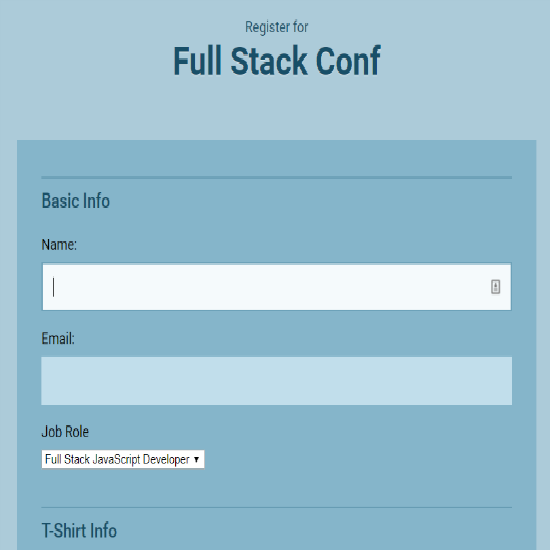 Register for
Full Stack Conf
Basic Info
Name:
Email:
Job Role
Full Stack JavaScript Developer
T-Shirt Info